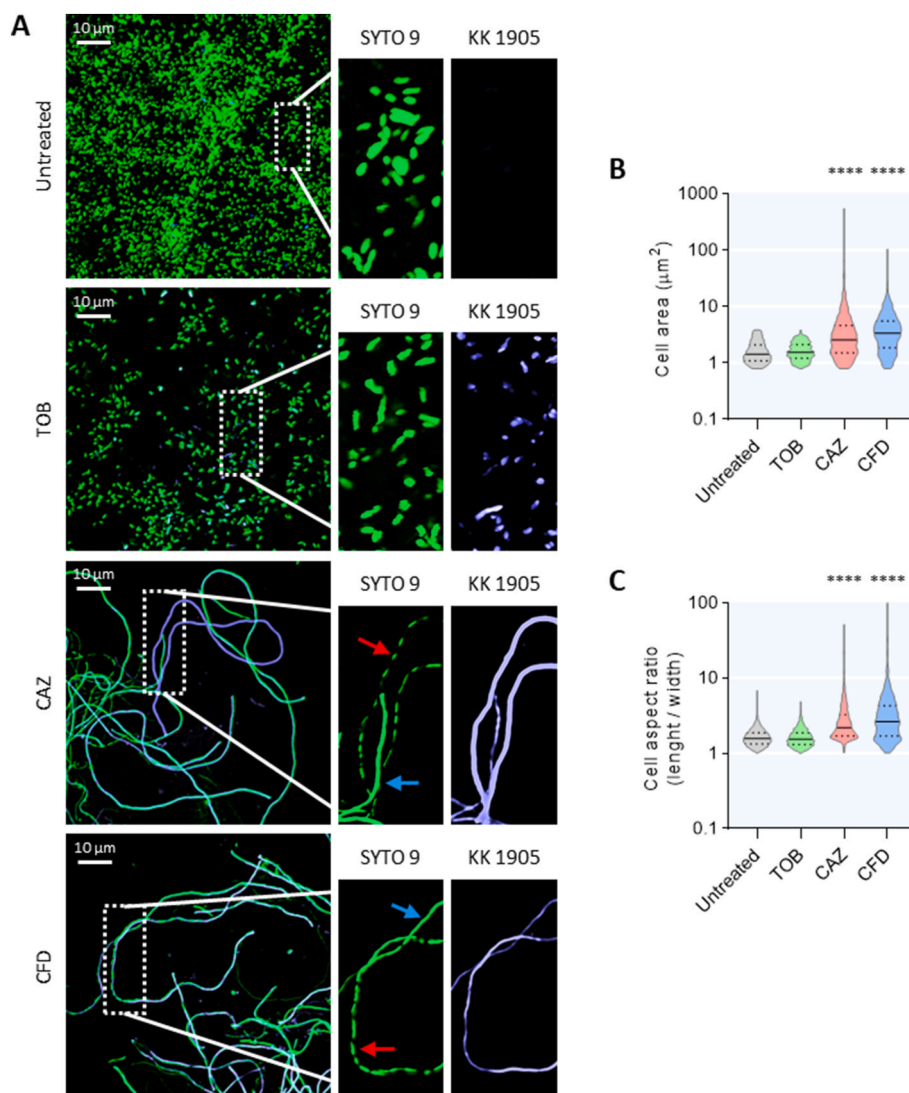 A
10 µm
SYTO 9
KK 1905
Untreated
10 µm
SYTO 9
KK 1905
TOB
10 µm
SYTO 9
KK 1905
CAZ
10 µm
SYTO 9
KK 1905
CFD
B
**** ****
1000
100
10
1
0.1
Cell area (µm²)
Untreated
TOB
CAZ
CFD
C
**** ****
100
10
1
0.1
Cell aspect ratio
(lenght / width)
Untreated
TOB
CAZ
CFD